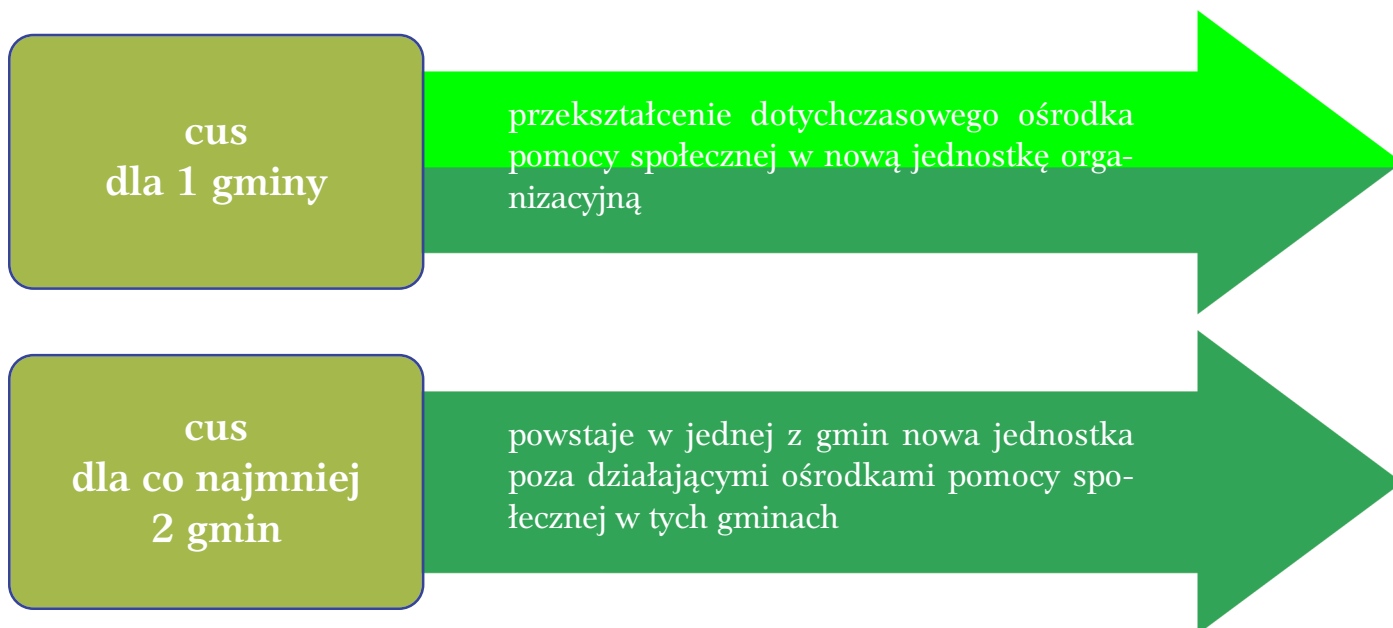 cus
dla 1 gminy
przekształcenie dotychczasowego ośrodka
pomocy społecznej w nową jednostkę orga-
nizacyjną
cus
dla co najmniej
2 gmin
powstaje w jednej z gmin nowa jednostka
poza działającymi ośrodkami pomocy spo-
łecznej w tych gminach